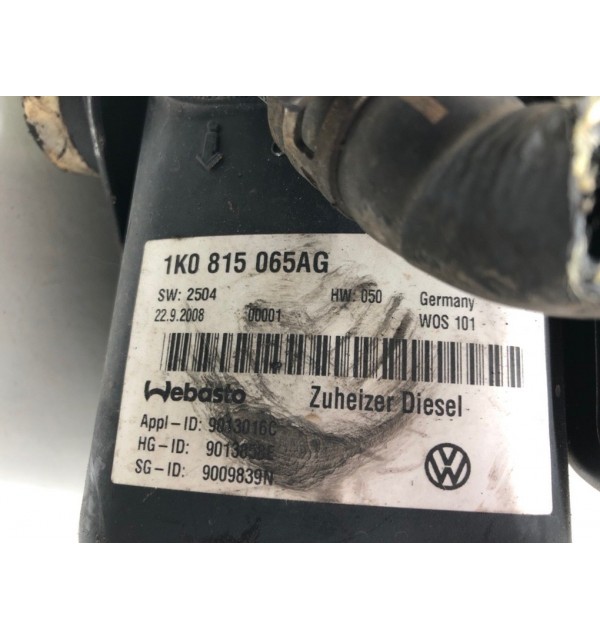 1K0 815 065AG
SW: 2504 HW: 050 Germany
22.9.2008 00001 WOS 101
Webasto Zuheizer Diesel
Appl-ID: 9013016C
HG-ID:
SG-ID: 9009839N
VW